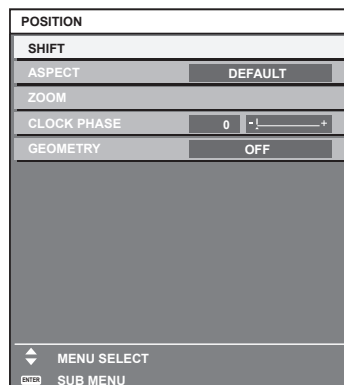 POSITION
SHIFT
ASPECT DEFAULT
ZOOM
CLOCK PHASE 0 - +
GEOMETRY OFF
MENU SELECT
ENTER SUB MENU